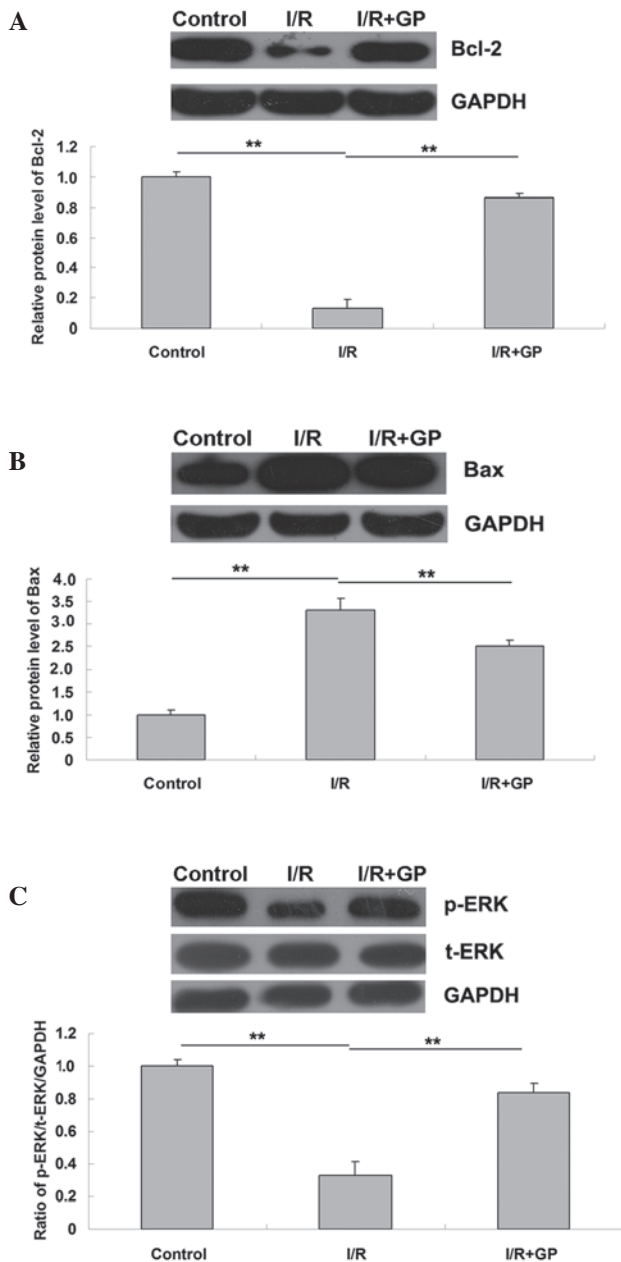 A
Control I/R I/R+GP
Bcl-2
GAPDH
Relative protein level of Bcl-2
1.2
1.0
0.8
0.6
0.4
0.2
0
** **
Control I/R I/R+GP
B
Control I/R I/R+GP
Bax
GAPDH
Relative protein level of Bax
4.0
3.5
3.0
2.5
2.0
1.5
1.0
0.5
0
** **
Control I/R I/R+GP
C
Control I/R I/R+GP
p-ERK
t-ERK
GAPDH
Ratio of p-ERK/t-ERK/GAPDH
1.2
1.0
0.8
0.6
0.4
0.2
0
** **
Control I/R I/R+GP